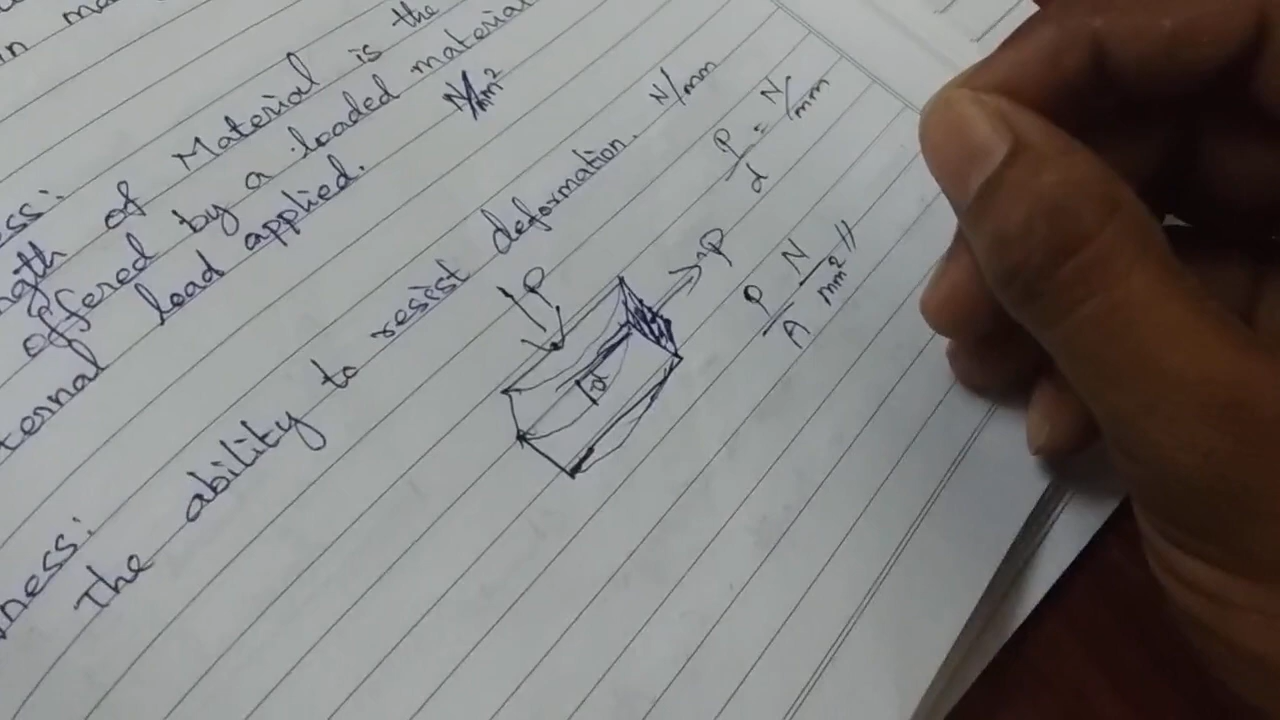 in
ess:
ngth of Material is the
offered by a loaded material
ternal load applied. N/mm²
ness:
The ability to resist deformation. N/mm
P/d = N/mm
P
P
d
P/A N/mm² //